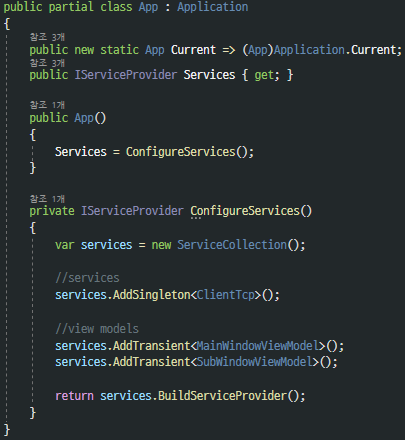 public partial class App : Application
{
참조 3개
public new static App Current => (App)Application.Current;
참조 3개
public IServiceProvider Services { get; }
참조 1개
public App()
{
Services = ConfigureServices();
}
참조 1개
private IServiceProvider ConfigureServices()
{
var services = new ServiceCollection();
//services
services.AddSingleton<ClientTcp>();
//view models
services.AddTransient<MainWindowViewModel>();
services.AddTransient<SubWindowViewModel>();
return services.BuildServiceProvider();
}
}